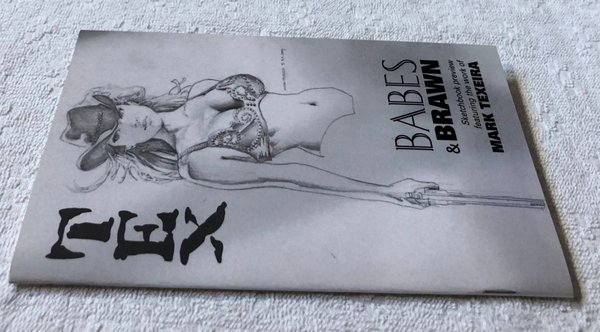 TEX
BABES
& BRAWN
Sketchbook preview
featuring the work of
MARK TEXEIRA